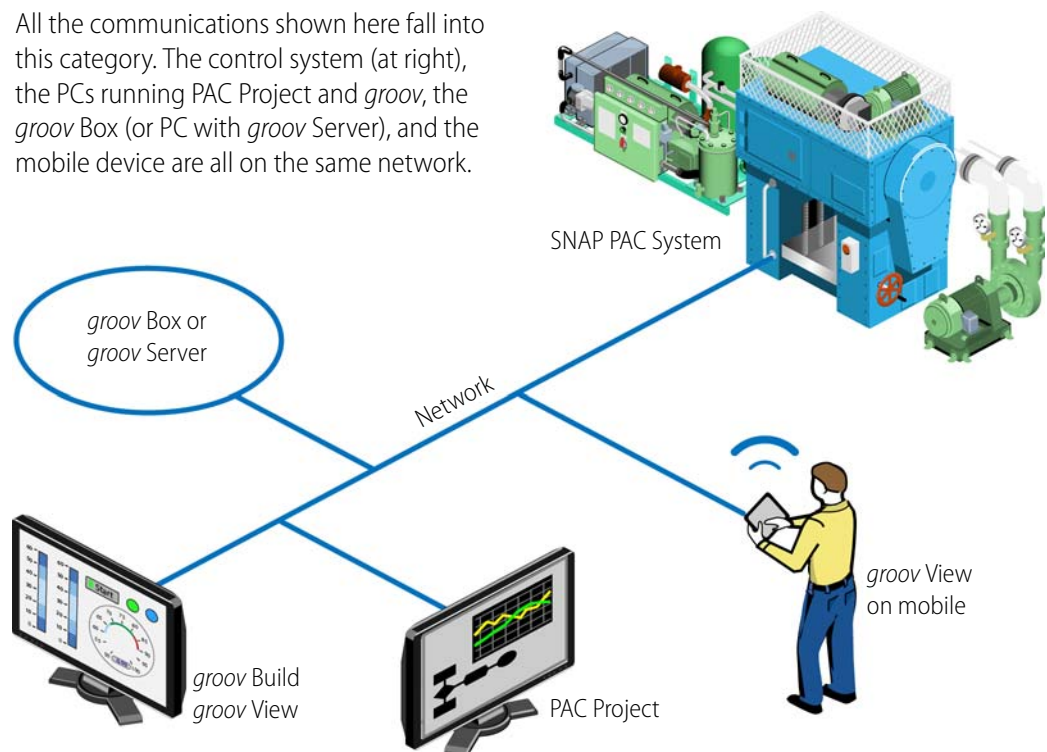 All the communications shown here fall into
this category. The control system (at right),
the PCs running PAC Project and groov, the
groov Box (or PC with groov Server), and the
mobile device are all on the same network.
SNAP PAC System
groov Box or
groov Server
Network
Start
groov View
on mobile
groov Build
groov View
PAC Project